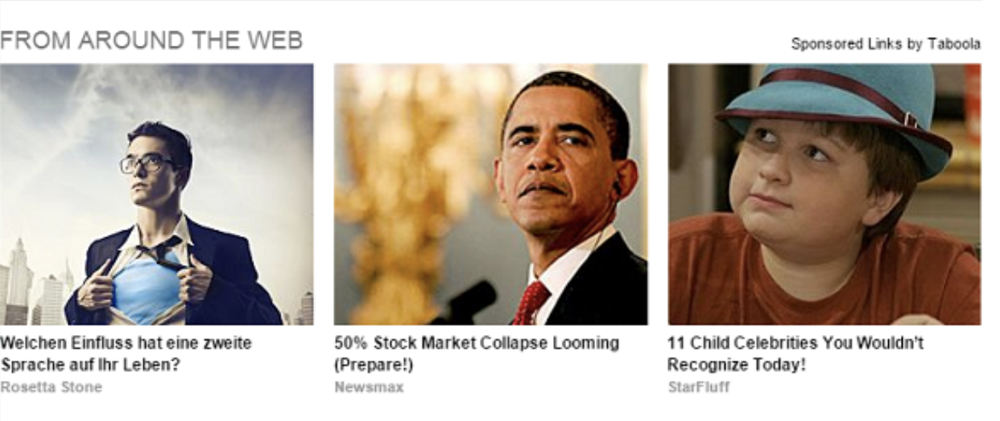 FROM AROUND THE WEB
Sponsored Links by Taboola
Welchen Einfluss hat eine zweite
Sprache auf Ihr Leben?
Rosetta Stone
50% Stock Market Collapse Looming
(Prepare!)
Newsmax
11 Child Celebrities You Wouldn't
Recognize Today!
StarFluff